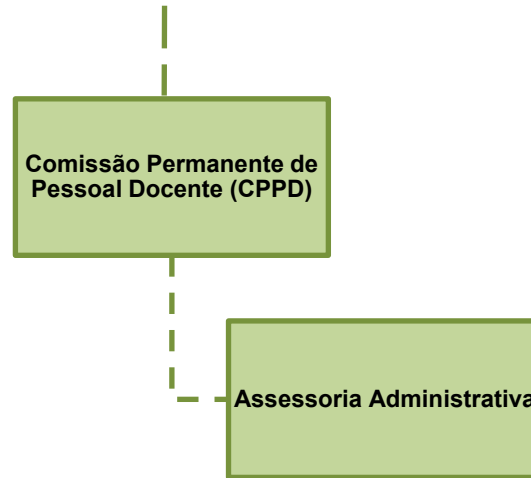 Comissão Permanente de
Pessoal Docente (CPPD)
Assessoria Administrativa